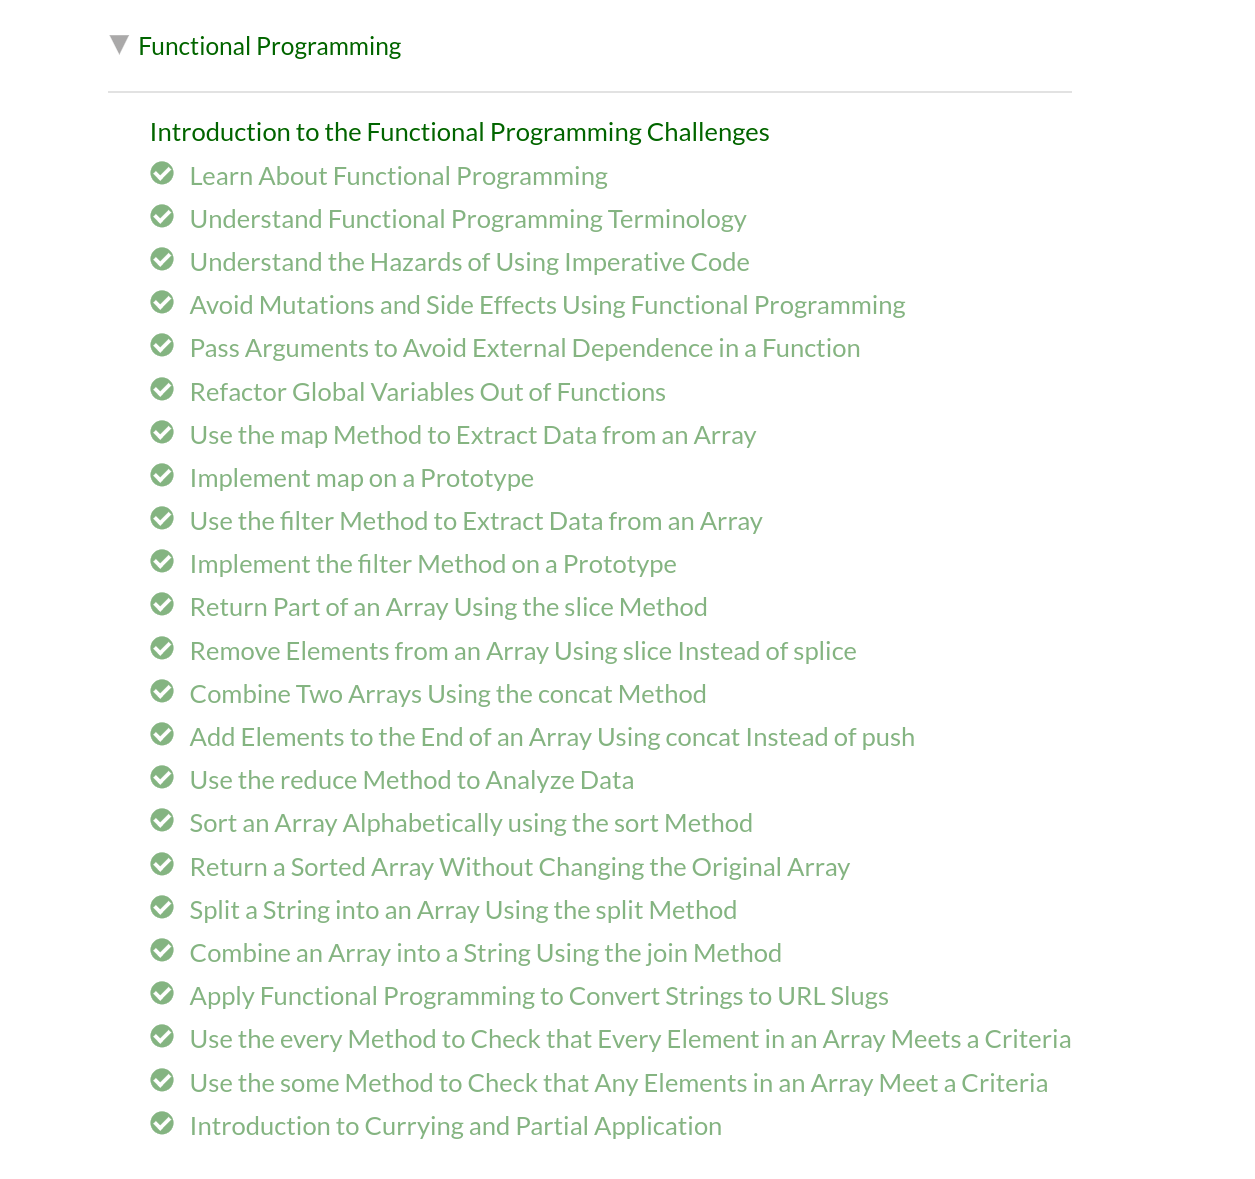 Functional Programming
Introduction to the Functional Programming Challenges
Learn About Functional Programming
Understand Functional Programming Terminology
Understand the Hazards of Using Imperative Code
Avoid Mutations and Side Effects Using Functional Programming
Pass Arguments to Avoid External Dependence in a Function
Refactor Global Variables Out of Functions
Use the map Method to Extract Data from an Array
Implement map on a Prototype
Use the filter Method to Extract Data from an Array
Implement the filter Method on a Prototype
Return Part of an Array Using the slice Method
Remove Elements from an Array Using slice Instead of splice
Combine Two Arrays Using the concat Method
Add Elements to the End of an Array Using concat Instead of push
Use the reduce Method to Analyze Data
Sort an Array Alphabetically using the sort Method
Return a Sorted Array Without Changing the Original Array
Split a String into an Array Using the split Method
Combine an Array into a String Using the join Method
Apply Functional Programming to Convert Strings to URL Slugs
Use the every Method to Check that Every Element in an Array Meets a Criteria
Use the some Method to Check that Any Elements in an Array Meet a Criteria
Introduction to Currying and Partial Application